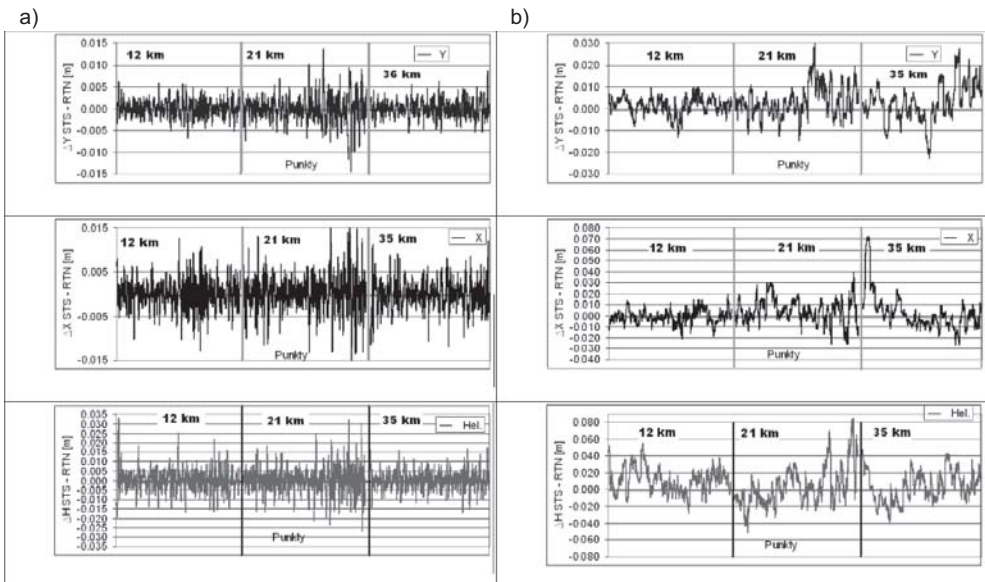 a)
b)
0.015
0.010
0.005
0.000
-0.005
-0.010
-0.015
ΔY STS - RTN [m]
12 km
21 km
36 km
Y
Punkty
0.030
0.020
0.010
0.000
-0.010
-0.020
-0.030
ΔY STS - RTN [m]
12 km
21 km
35 km
Y
Punkty
0.015
0.005
-0.005
-0.015
ΔX STS - RTN [m]
12 km
21 km
35 km
X
Punkty
0.080
0.070
0.060
0.050
0.040
0.030
0.020
0.010
0.000
-0.010
-0.020
-0.030
-0.040
ΔX STS - RTN [m]
12 km
21 km
35 km
X
Punkty
0.035
0.030
0.025
0.020
0.015
0.010
0.005
0.000
-0.005
-0.010
-0.015
-0.020
-0.025
-0.030
-0.035
ΔH STS - RTN [m]
12 km
21 km
35 km
Hel.
Punkty
0.080
0.060
0.040
0.020
0.000
-0.020
-0.040
-0.060
-0.080
ΔH STS - RTN [m]
12 km
21 km
35 km
Hel.
Punkty